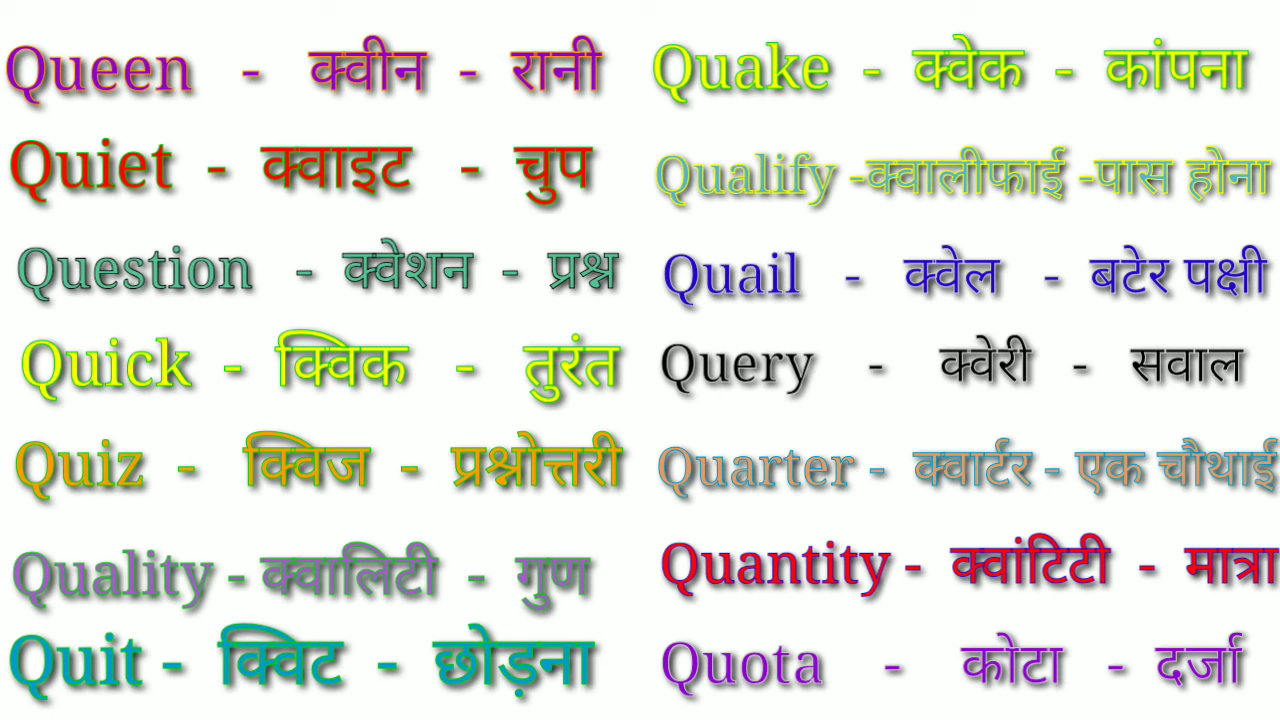 Queen - क्वीन - रानी
Quiet - क्वाइट - चुप
Question - क्वेशन - प्रश्न
Quick - क्विक - तुरंत
Quiz - क्विज - प्रश्नोत्तरी
Quality - क्वालिटी - गुण
Quit - क्विट - छोड़ना
Quake - क्वेक - कांपना
Qualify -क्वालीफाई -पास होना
Quail - क्वेल - बटेर पक्षी
Query - क्वेरी - सवाल
Quarter - क्वार्टर - एक चौथाई
Quantity - क्वांटिटी - मात्रा
Quota - कोटा - दर्जा